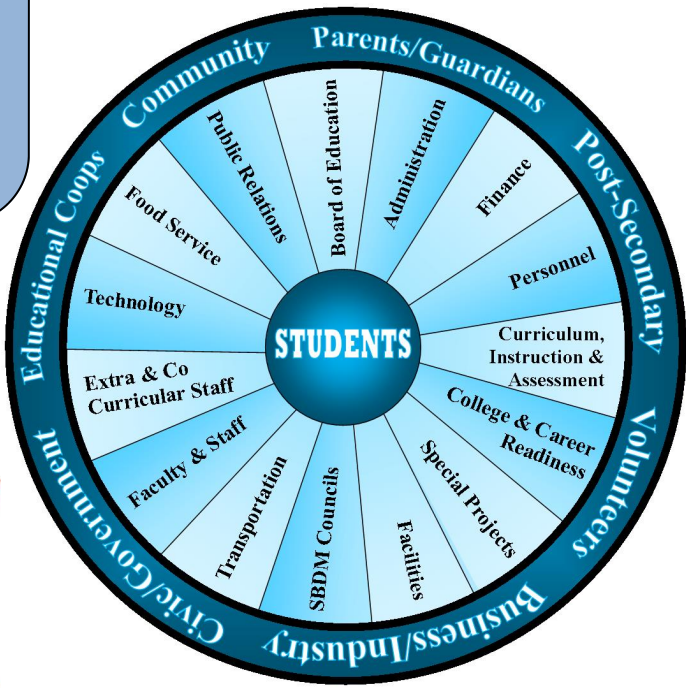 Community
Parents/Guardians
Post-Secondary
Volunteers
Business/Industry
Civic/Government
Educational Coops
Board of Education
Administration
Finance
Personnel
Curriculum,
Instruction &
Assessment
College & Career
Readiness
Special Projects
Facilities
SBDM Councils
Transportation
Faculty & Staff
Extra & Co
Curricular Staff
Technology
Food Service
Public Relations
STUDENTS